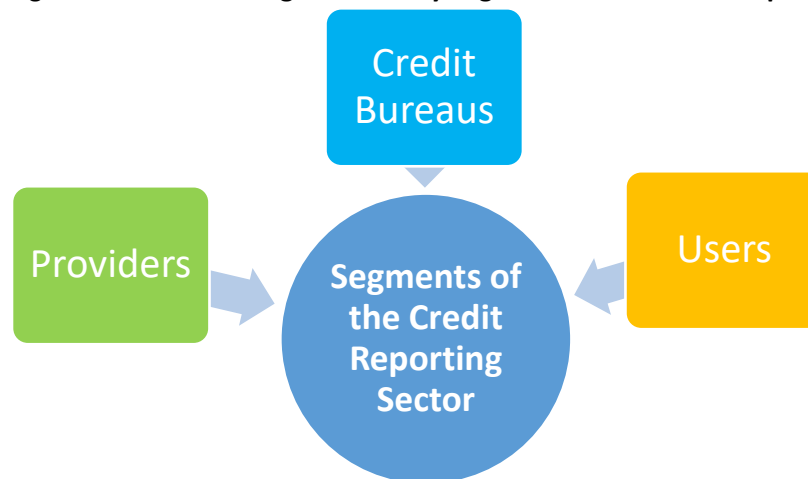 Credit
Bureaus
Providers
Users
Segments of
the Credit
Reporting
Sector